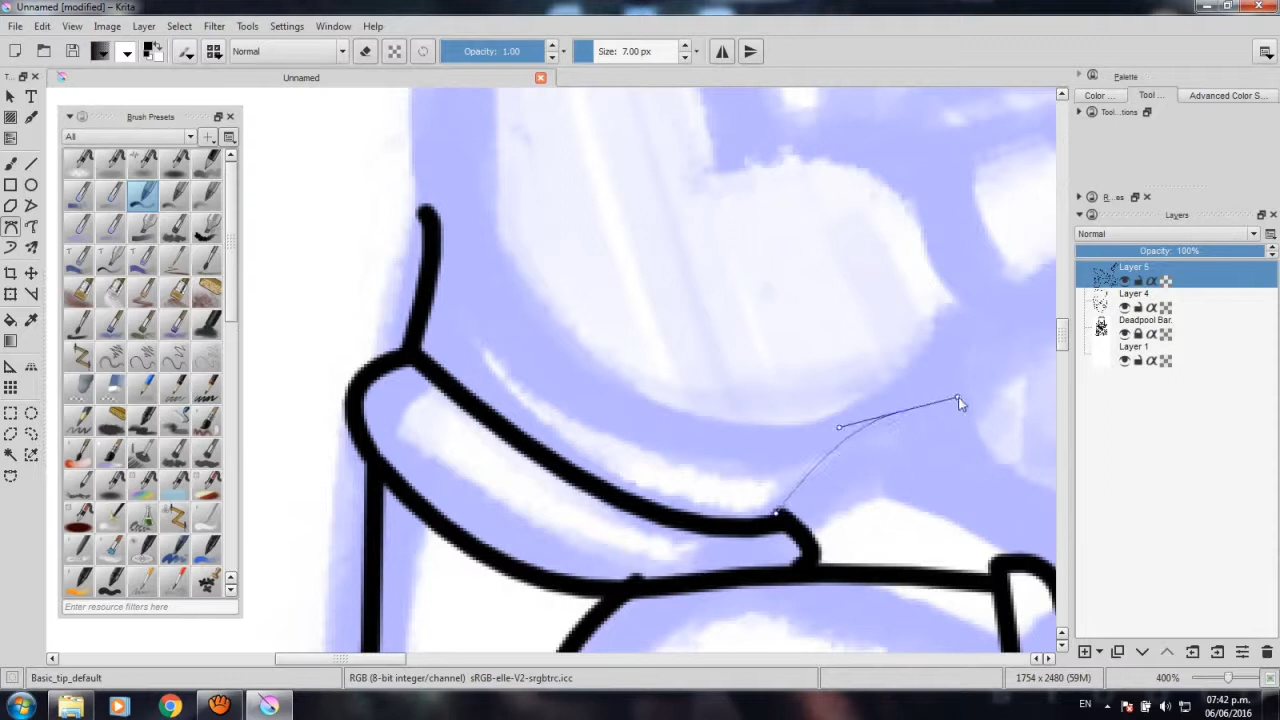 Unnamed [modified] – Krita
File Edit View Image Layer Select Filter Tools Settings Window Help
Normal Opacity: 1.00 Size: 7.00 px
T... Unnamed Palette
Color ... Tool ... Advanced Color S...
Tool...tions
Brush Presets
All
R...es
Layers
Normal
Opacity: 100%
Layer 5
Layer 4
Deadpool Bar.
Layer 1
Enter resource filters here
Basic_tip_default RGB (8-bit integer/channel) sRGB-elle-V2-srgbtrc.icc 1754 x 2480 (59M) 400%
EN 07:42 p.m.
06/06/2016